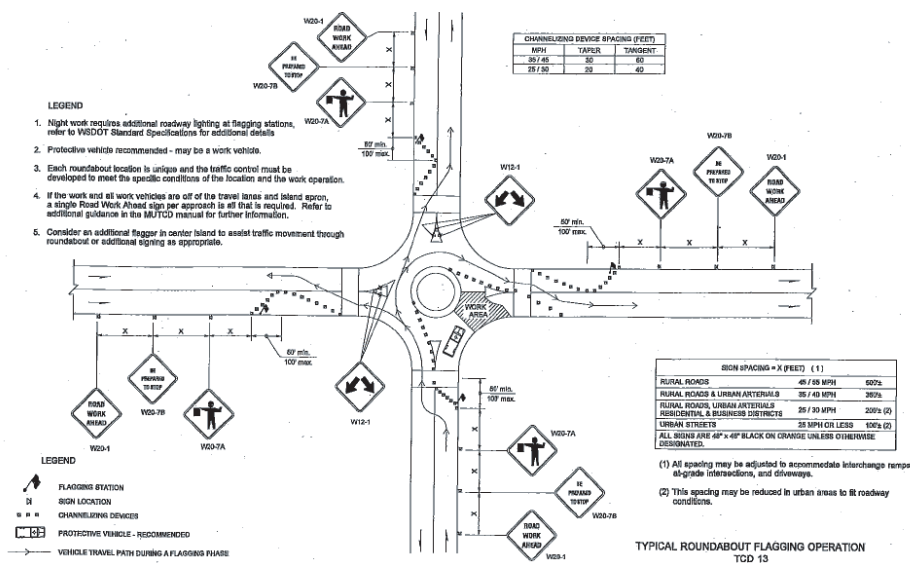 W20-1
ROAD
WORK
AHEAD
BE
PREPARED
TO STOP
W20-7B
W20-7A
50' min.
100' max.
X
X
X
CHANNELIZING DEVICE SPACING (FEET)
MPH TAPER TANGENT
35 / 45 30 60
25 / 30 20 40
LEGEND
1. Night work requires additional roadway lighting at flagging stations,
refer to WSDOT Standard Specifications for additional details
2. Protective vehicle recommended - may be a work vehicle.
3. Each roundabout location is unique and the traffic control must be
developed to meet the specific conditions of the location and the work operation.
4. If the work and all work vehicles are off of the travel lanes and island apron,
a single Road Work Ahead sign per approach is all that is required. Refer to
additional guidance in the MUTCD manual for further information.
5. Consider an additional flagger in center island to assist traffic movement through
roundabout or additional signing as appropriate.
W12-1
W20-7A
W20-7B
BE
PREPARED
TO STOP
W20-1
ROAD
WORK
AHEAD
50' min.
100' max.
X
X
X
WORK
AREA
X
X
X
50' min.
100' max.
ROAD
WORK
AHEAD
W20-1
BE
PREPARED
TO STOP
W20-7B
W20-7A
W12-1
50' min.
100' max.
X
X
X
W20-7A
BE
PREPARED
TO STOP
W20-7B
ROAD
WORK
AHEAD
W20-1
SIGN SPACING = X (FEET) (1)
RURAL ROADS 45 / 55 MPH 500'±
RURAL ROADS & URBAN ARTERIALS 35 / 40 MPH 350'±
RURAL ROADS, URBAN ARTERIALS
RESIDENTIAL & BUSINESS DISTRICTS 25 / 30 MPH 200'± (2)
URBAN STREETS 25 MPH OR LESS 100'± (2)
ALL SIGNS ARE 48" x 48" BLACK ON ORANGE UNLESS OTHERWISE
DESIGNATED.
(1) All spacing may be adjusted to accommodate interchange ramps
at-grade intersections, and driveways.
(2) This spacing may be reduced in urban areas to fit roadway
conditions.
LEGEND
FLAGGING STATION
SIGN LOCATION
CHANNELIZING DEVICES
PROTECTIVE VEHICLE - RECOMMENDED
VEHICLE TRAVEL PATH DURING A FLAGGING PHASE
TYPICAL ROUNDABOUT FLAGGING OPERATION
TCD 13